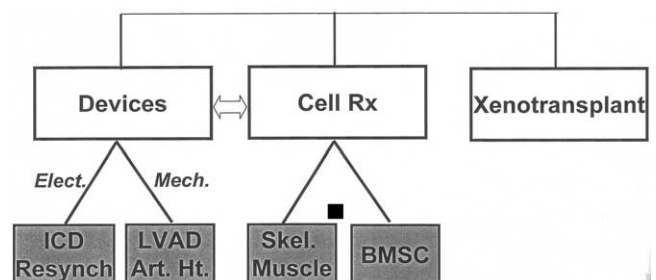 Devices
Cell Rx
Xenotransplant
Elect.
Mech.
ICD
Resynch
LVAD
Art. Ht.
Skel.
Muscle
BMSC